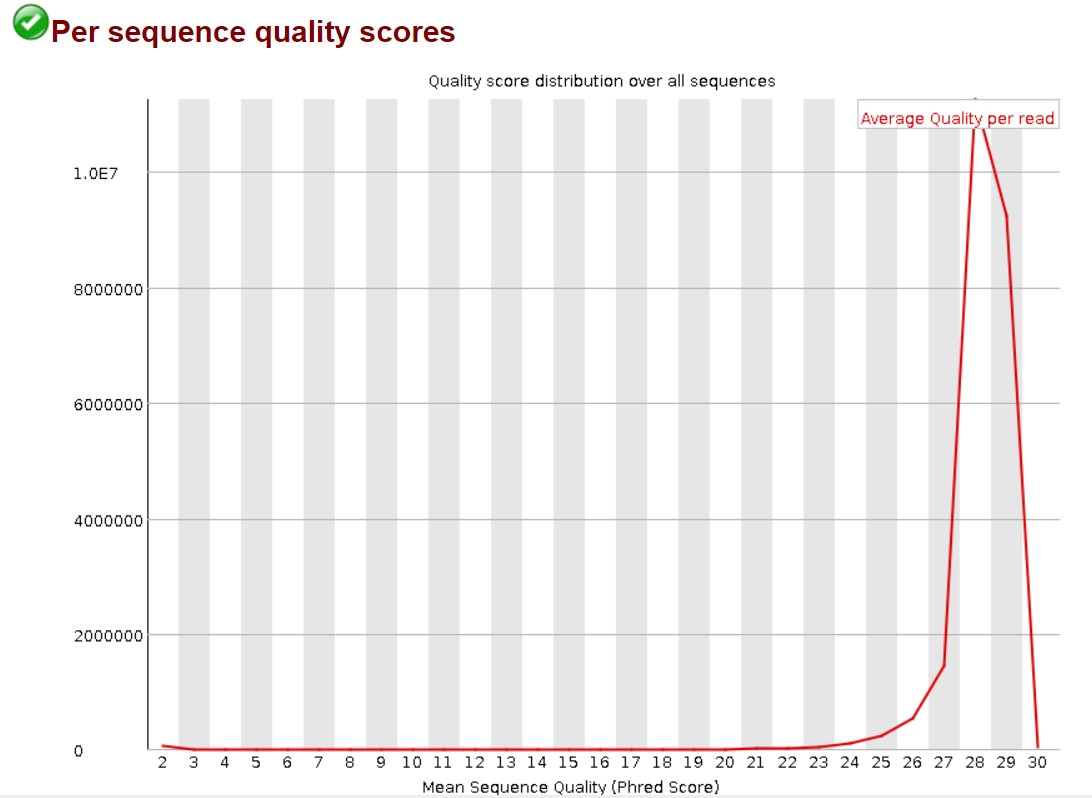 Per sequence quality scores
Quality score distribution over all sequences
Average Quality per read
1.0E7
8000000
6000000
4000000
2000000
0
2 3 4 5 6 7 8 9 10 11 12 13 14 15 16 17 18 19 20 21 22 23 24 25 26 27 28 29 30
Mean Sequence Quality (Phred Score)